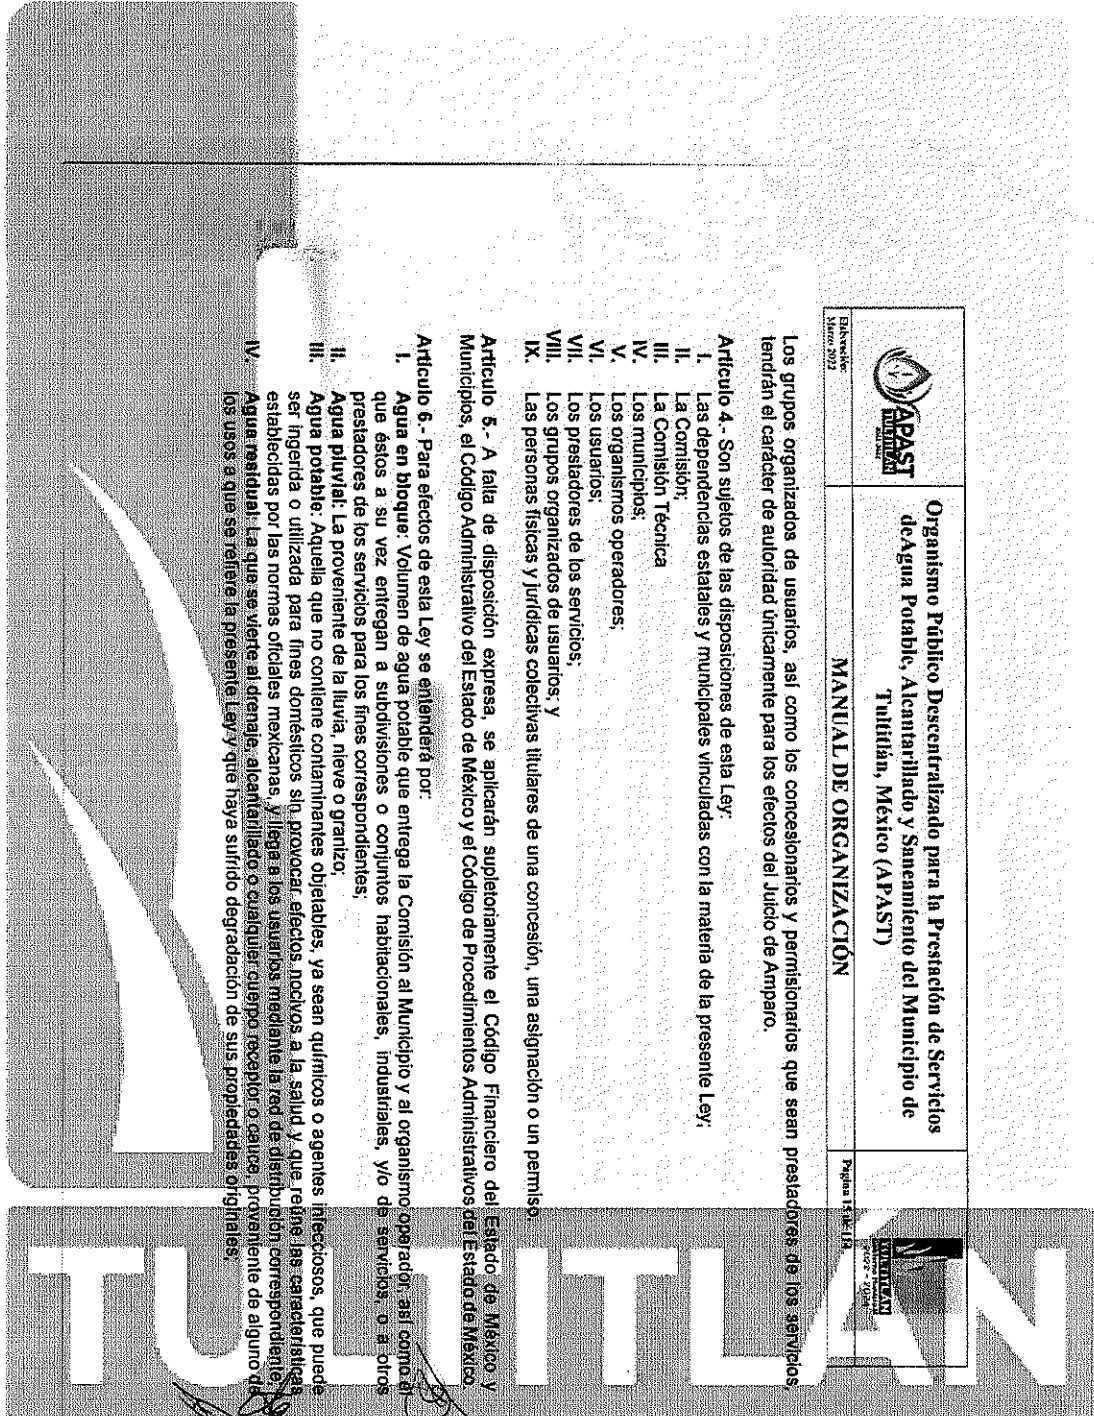 APAST
TULTITLÁN
Organismo Público Descentralizado para la Prestación de Servicios
deAgua Potable, Alcantarillado y Saneamiento del Municipio de
Tultitlán, México (APAST)
TULTITLÁN
Elaboración:
Marzo 2022
MANUAL DE ORGANIZACIÓN
Pagina 15 de
Los grupos organizados de usuarios, así como los concesionarios y permisionarios que sean prestadores de los servicios,
tendrán el carácter de autoridad únicamente para los efectos del Juicio de Amparo.
Artículo 4.- Son sujetos de las disposiciones de esta Ley:
I. Las dependencias estatales y municipales vinculadas con la materia de la presente Ley;
II. La Comisión;
III. La Comisión Técnica
IV. Los municipios;
V. Los organismos operadores;
VI. Los usuarios;
VII. Los prestadores de los servicios;
VIII. Los grupos organizados de usuarios; y
IX. Las personas físicas y jurídicas colectivas titulares de una concesión, una asignación o un permiso.
Artículo 5.- A falta de disposición expresa, se aplicarán supletoriamente el Código Financiero del Estado de México y
Municipios, el Código Administrativo del Estado de México y el Código de Procedimientos Administrativos del Estado de México.
Artículo 6.- Para efectos de esta Ley se entenderá por:
I. Agua en bloque: Volumen de agua potable que entrega la Comisión al Municipio y al organismo operador, así como el
que éstos a su vez entregan a subdivisiones o conjuntos habitacionales, industriales, y/o de servicios, o a otros
prestadores de los servicios para los fines correspondientes;
II. Agua pluvial: La proveniente de la lluvia, nieve o granizo;
III. Agua potable: Aquella que no contiene contaminantes objetables, ya sean químicos o agentes infecciosos, que puede
ser ingerida o utilizada para fines domésticos sin provocar efectos nocivos a la salud y que reúne las características
establecidas por las normas oficiales mexicanas, y llega a los usuarios mediante la red de distribución correspondiente;
IV. Agua residual: La que se vierte al drenaje, alcantarillado o cualquier cuerpo receptor o cauce, proveniente de alguno de
los usos a que se refiere la presente Ley y que haya sufrido degradación de sus propiedades originales;
TULTITLÁN